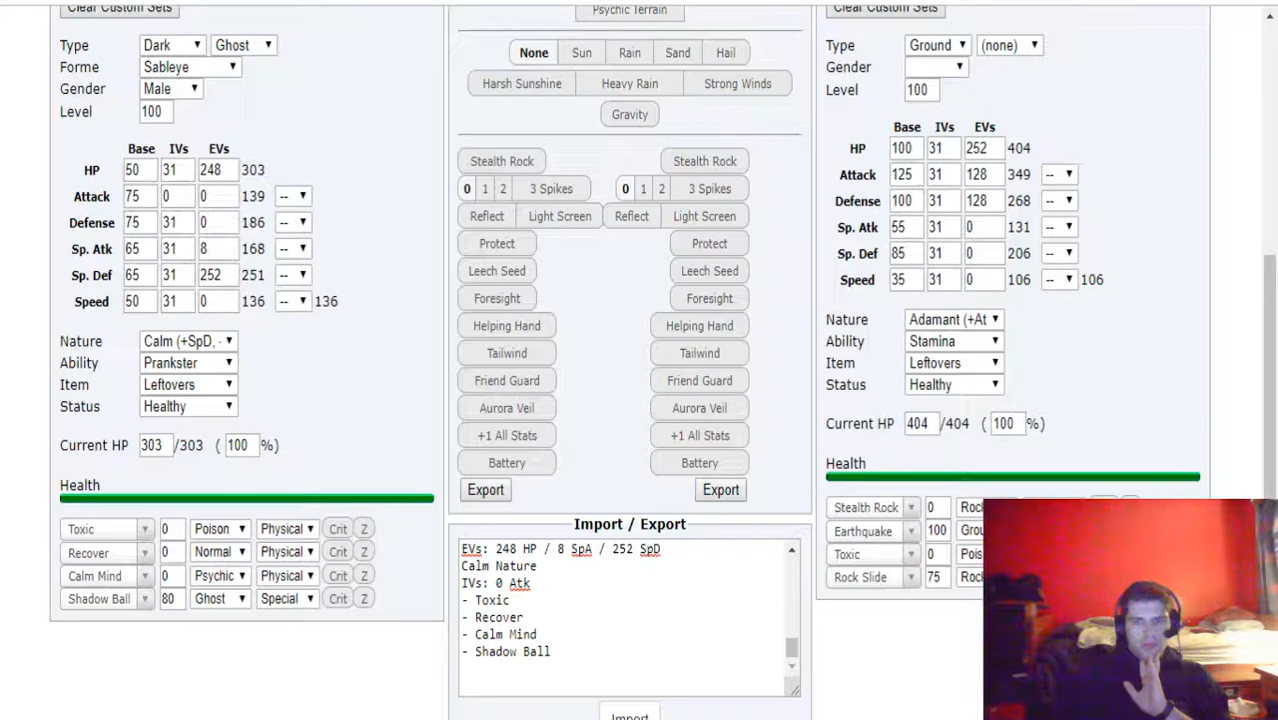 Clear Custom Sets
Psychic Terrain
Clear Custom Sets
Type Dark Ghost
Forme Sableye
Gender Male
Level 100
Base IVs EVs
HP 50 31 248 303
Attack 75 0 0 139 --
Defense 75 31 0 186 --
Sp. Atk 65 31 8 168 --
Sp. Def 65 31 252 251 --
Speed 50 31 0 136 -- 136
Nature Calm (+SpD, -
Ability Prankster
Item Leftovers
Status Healthy
Current HP 303 /303 ( 100 %)
Health
Toxic 0 Poison Physical Crit Z
Recover 0 Normal Physical Crit Z
Calm Mind 0 Psychic Physical Crit Z
Shadow Ball 80 Ghost Special Crit Z
None Sun Rain Sand Hail
Harsh Sunshine Heavy Rain Strong Winds
Gravity
Stealth Rock Stealth Rock
0 1 2 3 Spikes 0 1 2 3 Spikes
Reflect Light Screen Reflect Light Screen
Protect Protect
Leech Seed Leech Seed
Foresight Foresight
Helping Hand Helping Hand
Tailwind Tailwind
Friend Guard Friend Guard
Aurora Veil Aurora Veil
+1 All Stats +1 All Stats
Battery Battery
Export Export
Import / Export
EVs: 248 HP / 8 SpA / 252 SpD
Calm Nature
IVs: 0 Atk
- Toxic
- Recover
- Calm Mind
- Shadow Ball
Import
Type Ground (none)
Gender
Level 100
Base IVs EVs
HP 100 31 252 404
Attack 125 31 128 349 --
Defense 100 31 128 268 --
Sp. Atk 55 31 0 131 --
Sp. Def 85 31 0 206 --
Speed 35 31 0 106 -- 106
Nature Adamant (+At
Ability Stamina
Item Leftovers
Status Healthy
Current HP 404 /404 ( 100 %)
Health
Stealth Rock 0 Roc
Earthquake 100 Grou
Toxic 0 Pois
Rock Slide 75 Roc